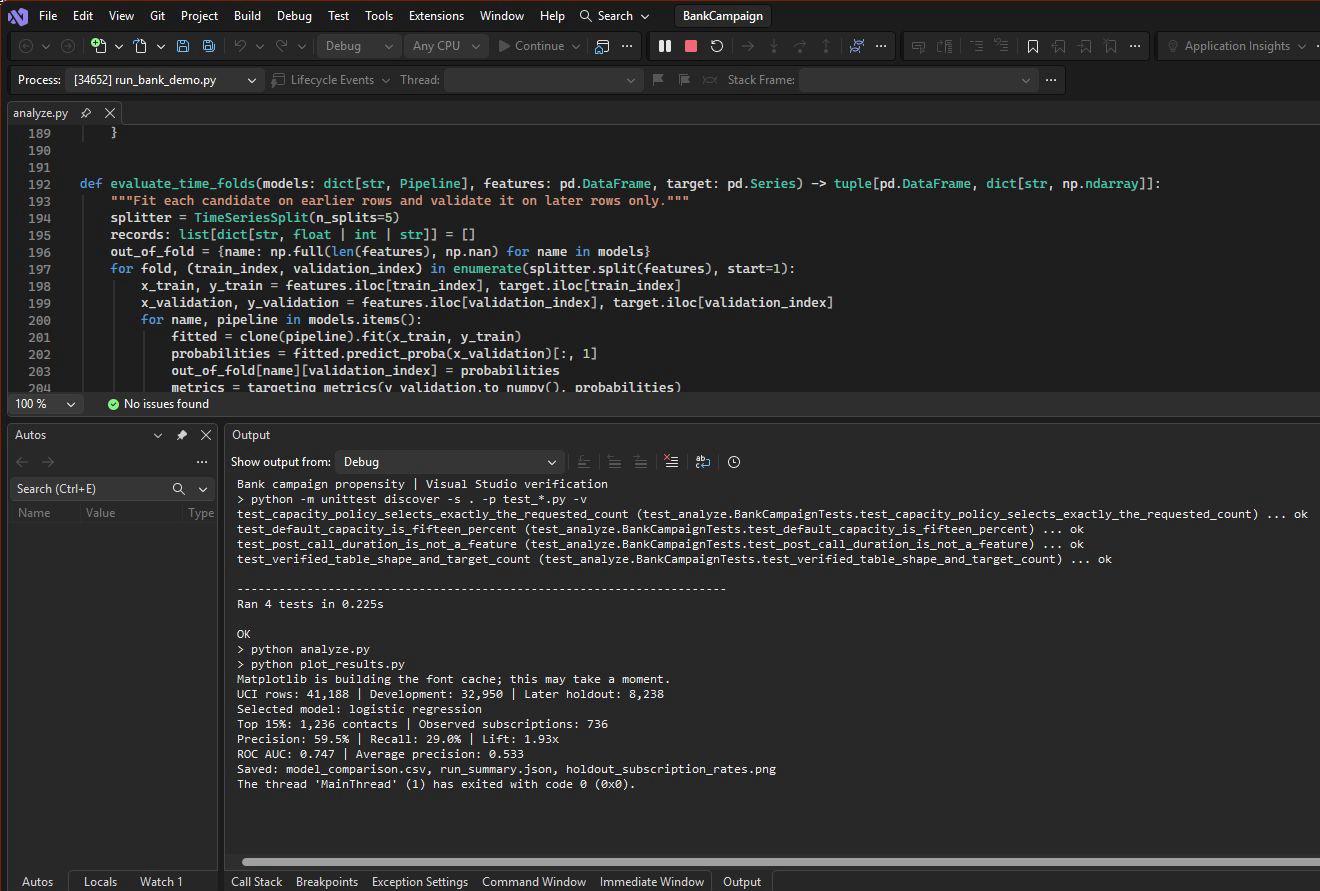 File Edit View Git Project Build Debug Test Tools Extensions Window Help Search BankCampaign
Debug Any CPU Continue Application Insights
Process: [34652] run_bank_demo.py Lifecycle Events Thread: Stack Frame:
analyze.py
189 }
190
191
192 def evaluate_time_folds(models: dict[str, Pipeline], features: pd.DataFrame, target: pd.Series) -> tuple[pd.DataFrame, dict[str, np.ndarray]]:
193 """Fit each candidate on earlier rows and validate it on later rows only."""
194 splitter = TimeSeriesSplit(n_splits=5)
195 records: list[dict[str, float | int | str]] = []
196 out_of_fold = {name: np.full(len(features), np.nan) for name in models}
197 for fold, (train_index, validation_index) in enumerate(splitter.split(features), start=1):
198 x_train, y_train = features.iloc[train_index], target.iloc[train_index]
199 x_validation, y_validation = features.iloc[validation_index], target.iloc[validation_index]
200 for name, pipeline in models.items():
201 fitted = clone(pipeline).fit(x_train, y_train)
202 probabilities = fitted.predict_proba(x_validation)[:, 1]
203 out_of_fold[name][validation_index] = probabilities
204 metrics = targeting_metrics(y_validation.to_numpy(), probabilities)
100 % No issues found
Autos
Search (Ctrl+E)
Name Value Type
Output
Show output from: Debug
Bank campaign propensity | Visual Studio verification
> python -m unittest discover -s . -p test_*.py -v
test_capacity_policy_selects_exactly_the_requested_count (test_analyze.BankCampaignTests.test_capacity_policy_selects_exactly_the_requested_count) ... ok
test_default_capacity_is_fifteen_percent (test_analyze.BankCampaignTests.test_default_capacity_is_fifteen_percent) ... ok
test_post_call_duration_is_not_a_feature (test_analyze.BankCampaignTests.test_post_call_duration_is_not_a_feature) ... ok
test_verified_table_shape_and_target_count (test_analyze.BankCampaignTests.test_verified_table_shape_and_target_count) ... ok
----------------------------------------------------------------------
Ran 4 tests in 0.225s
OK
> python analyze.py
> python plot_results.py
Matplotlib is building the font cache; this may take a moment.
UCI rows: 41,188 | Development: 32,950 | Later holdout: 8,238
Selected model: logistic regression
Top 15%: 1,236 contacts | Observed subscriptions: 736
Precision: 59.5% | Recall: 29.0% | Lift: 1.93x
ROC AUC: 0.747 | Average precision: 0.533
Saved: model_comparison.csv, run_summary.json, holdout_subscription_rates.png
The thread 'MainThread' (1) has exited with code 0 (0x0).
Autos Locals Watch 1
Call Stack Breakpoints Exception Settings Command Window Immediate Window Output